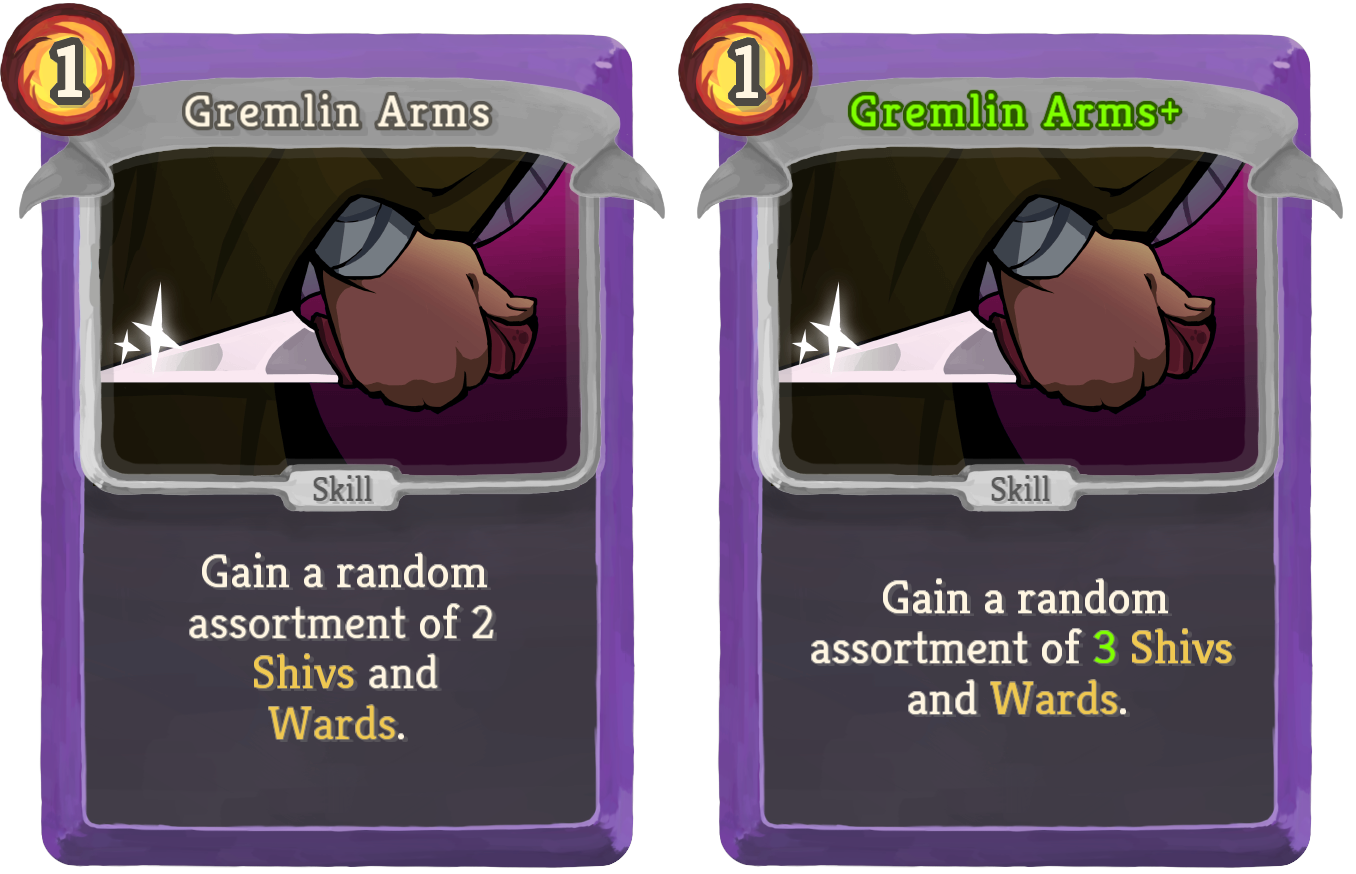 1
Gremlin Arms
Skill
Gain a random
assortment of 2
Shivs and
Wards.
1
Gremlin Arms+
Skill
Gain a random
assortment of 3 Shivs
and Wards.